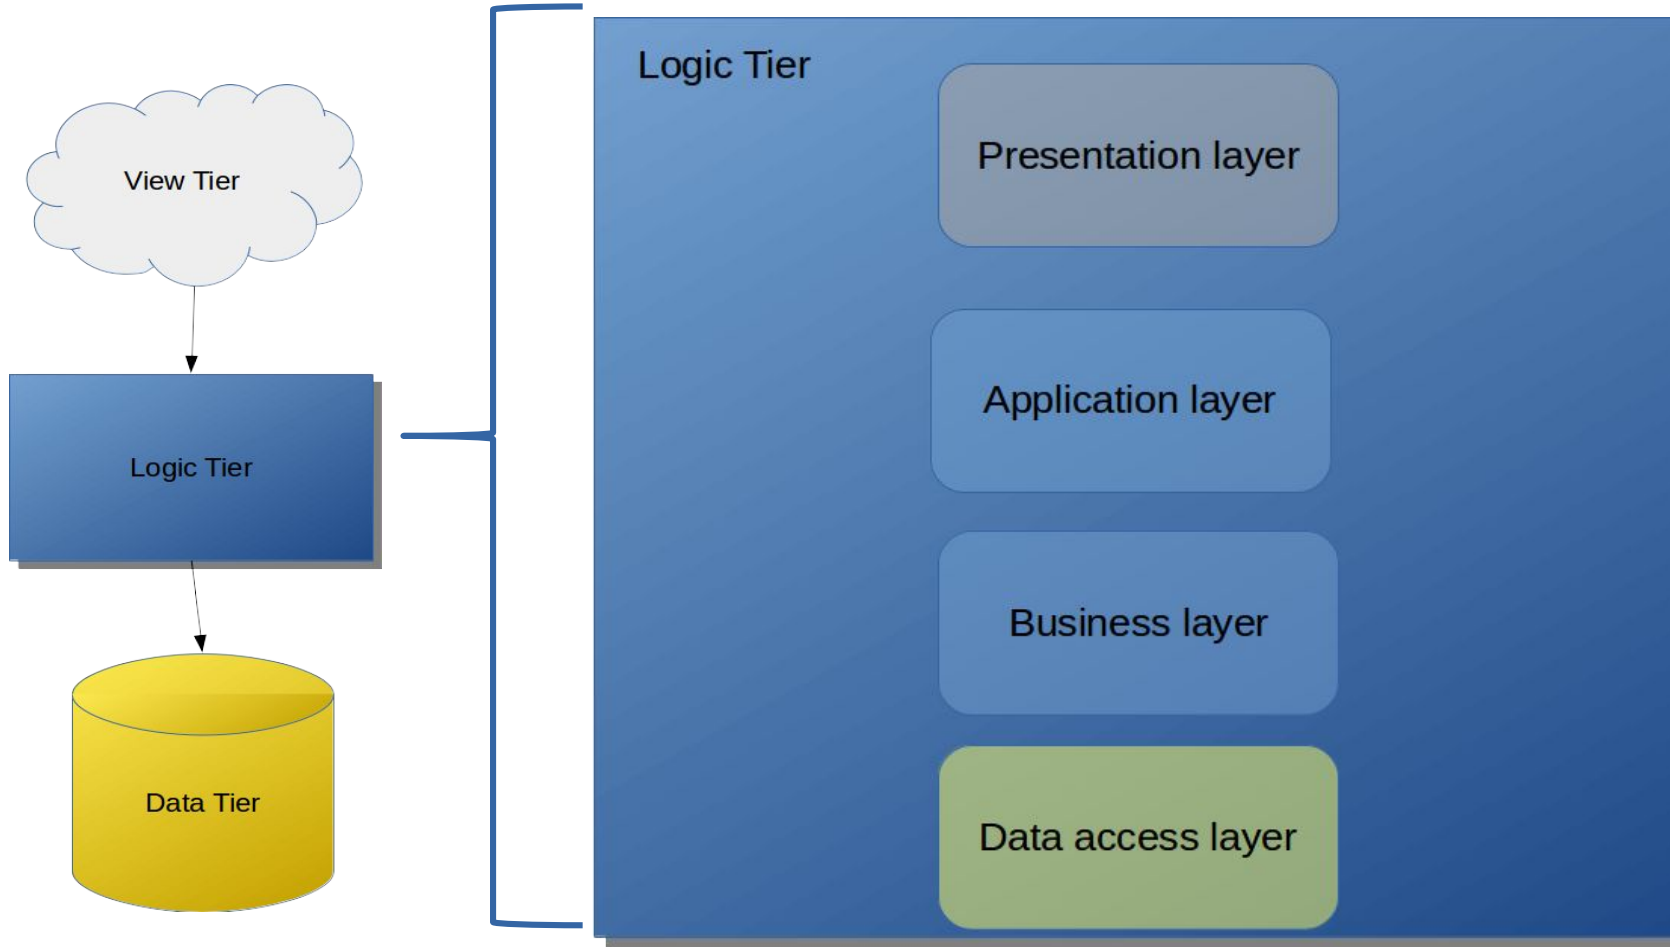 View Tier
Logic Tier
Data Tier
Logic Tier
Presentation layer
Application layer
Business layer
Data access layer